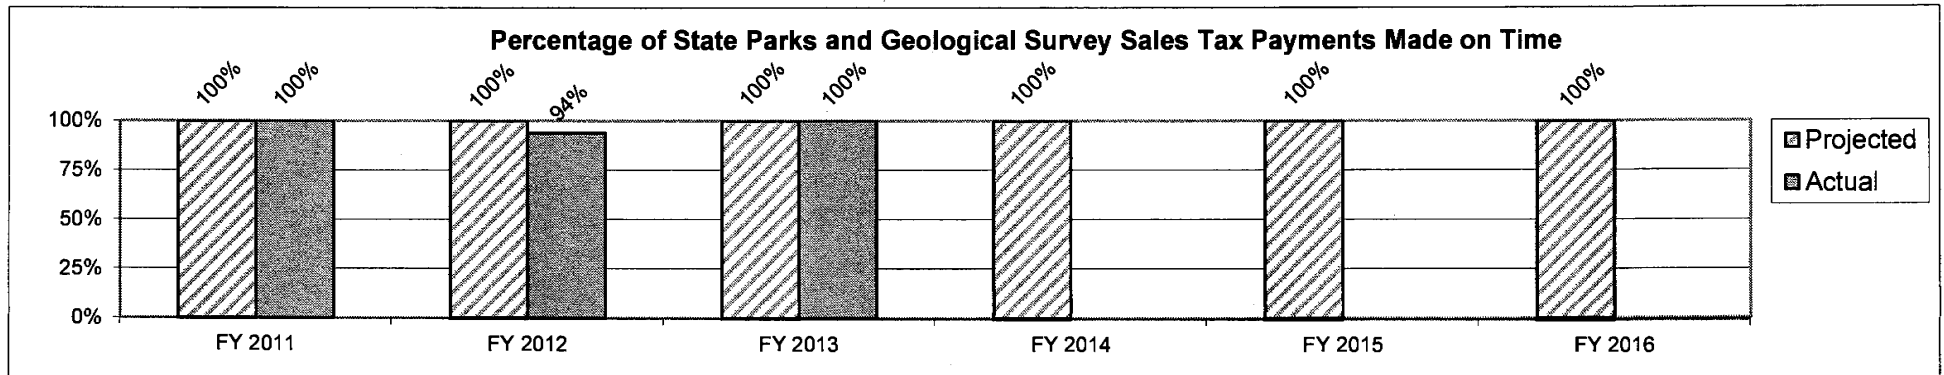 Percentage of State Parks and Geological Survey Sales Tax Payments Made on Time
100% 100% 100% 94% 100% 100% 100% 100% 100%
100%
75%
50%
25%
0%
FY 2011 FY 2012 FY 2013 FY 2014 FY 2015 FY 2016
Projected
Actual